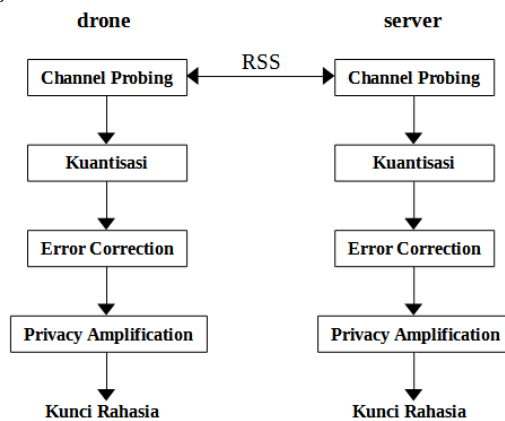 drone
server
RSS
Channel Probing
Channel Probing
Kuantisasi
Kuantisasi
Error Correction
Error Correction
Privacy Amplification
Privacy Amplification
Kunci Rahasia
Kunci Rahasia